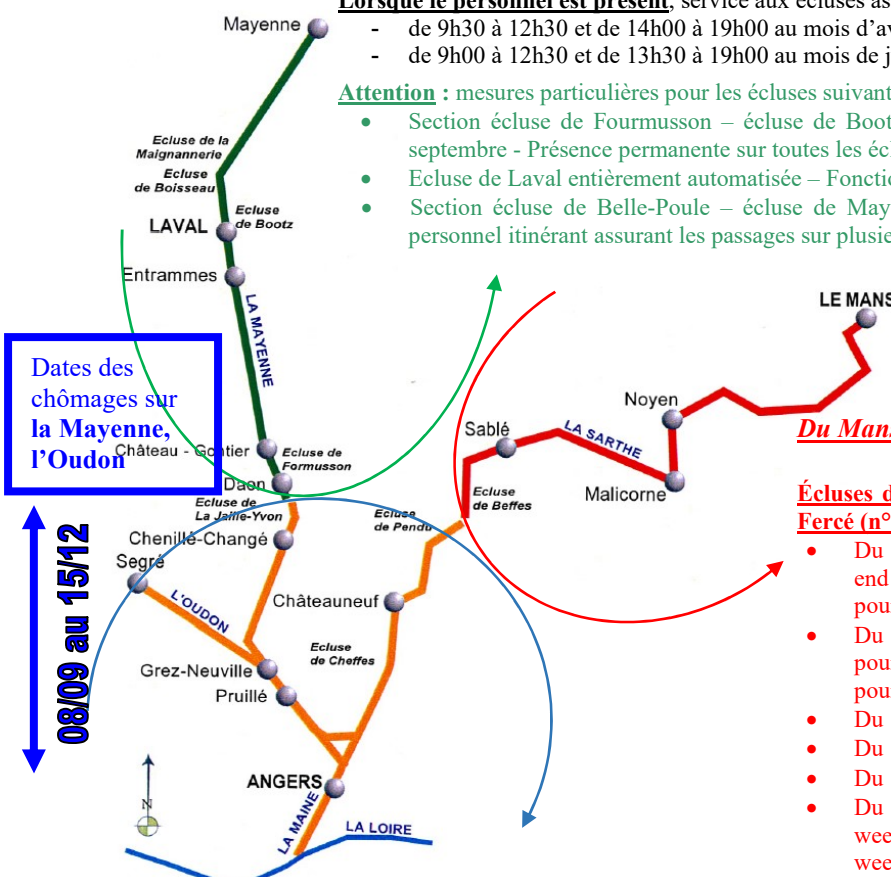 Lorsque le personnel est présent, service aux écluses as
- de 9h30 à 12h30 et de 14h00 à 19h00 au mois d'av
- de 9h00 à 12h30 et de 13h30 à 19h00 au mois de j
Attention : mesures particulières pour les écluses suivant
• Section écluse de Fourmusson – écluse de Boot
septembre - Présence permanente sur toutes les écl
• Ecluse de Laval entièrement automatisée – Fonctio
• Section écluse de Belle-Poule – écluse de May
personnel itinérant assurant les passages sur plusie
Mayenne
Ecluse de la
Maignannerie
Ecluse
de Boisseau
LAVAL
Ecluse
de Bootz
Entrammes
LA MAYENNE
Dates des
chômages sur
la Mayenne,
l'Oudon
Château - Gontier
Ecluse de
Formusson
Daon
Ecluse de
La Jaille-Yvon
Chenillé-Changé
Segré
L'OUDON
08/09 au 15/12
Grez-Neuville
Pruillé
ANGERS
LA MAINE
LA LOIRE
N
Châteauneuf
Ecluse
de Cheffes
Ecluse
de Pendu
Ecluse
de Beffes
Sablé
LA SARTHE
Malicorne
Noyen
LE MANS
Du Mans
Écluses d
Fercé (n°
• Du
end
pour
• Du
pour
pour
• Du
• Du
• Du
• Du
wee
wee